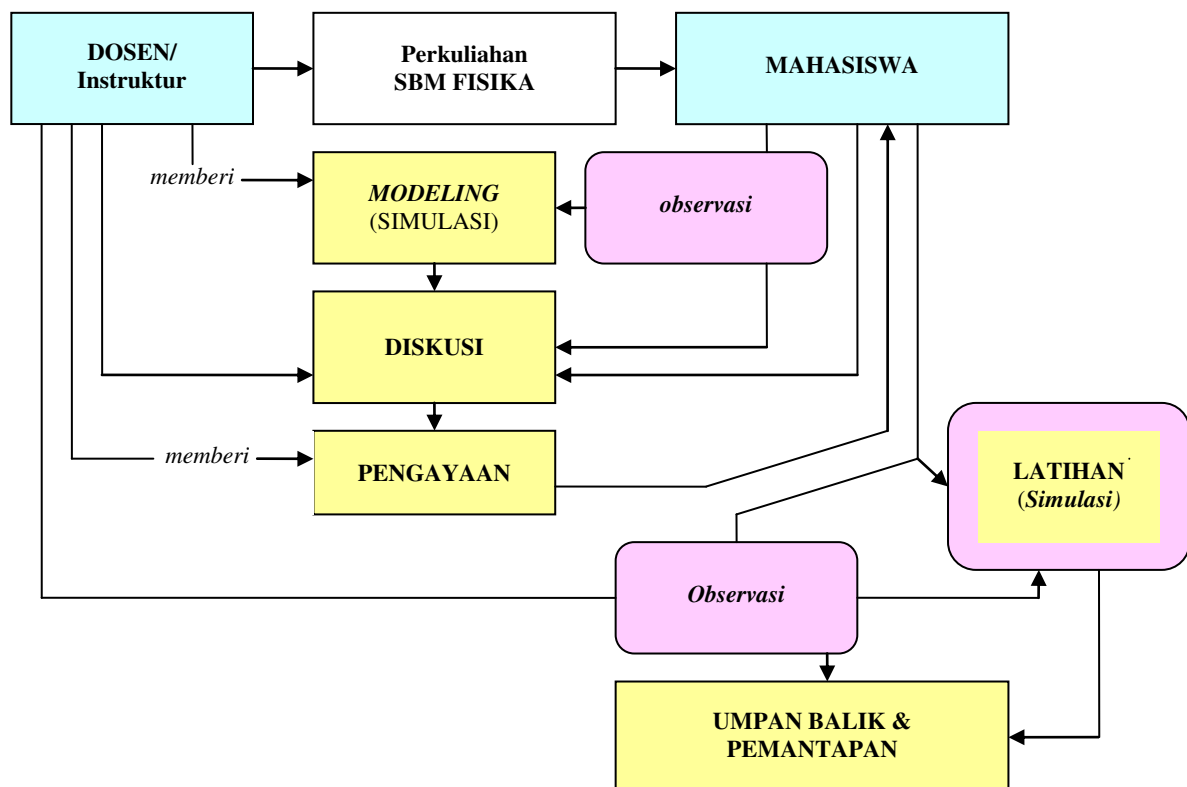 DOSEN/
Instruktur
Perkuliahan
SBM FISIKA
MAHASISWA
memberi
MODELING
(SIMULASI)
observasi
DISKUSI
memberi
PENGAYAAN
LATIHAN
(Simulasi)
Observasi
UMPAN BALIK &
PEMANTAPAN